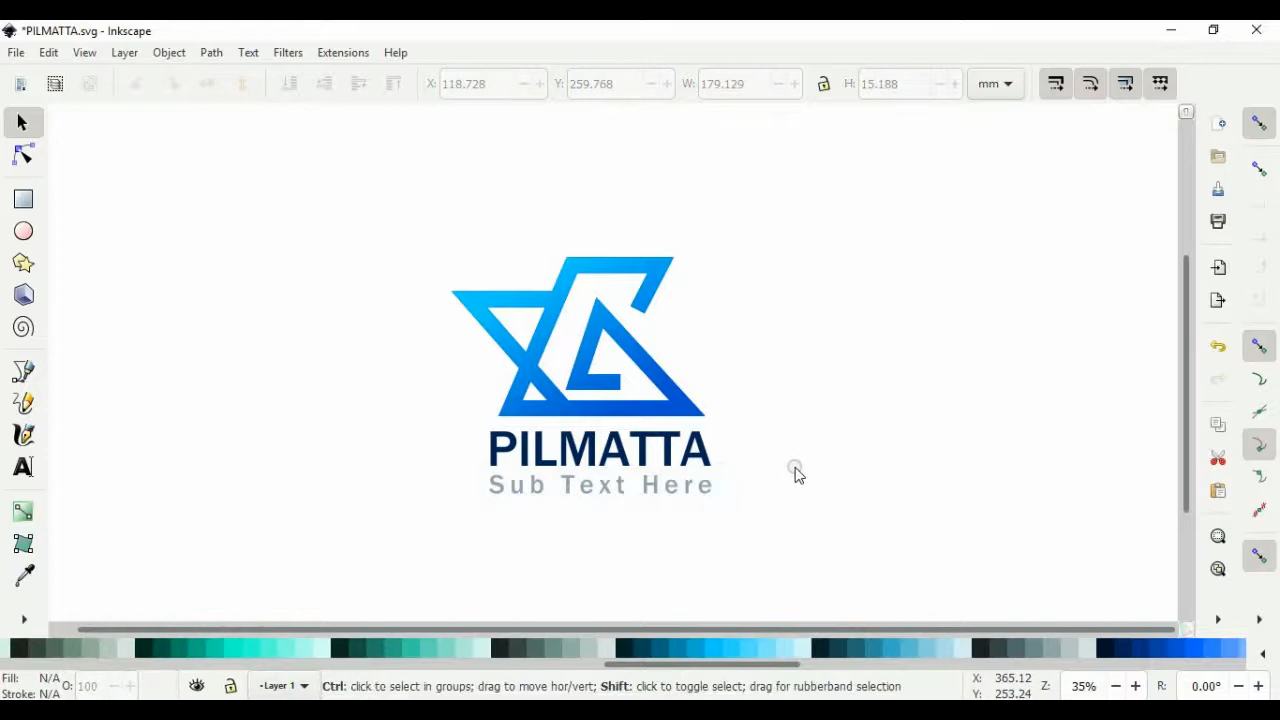 *PILMATTA.svg - Inkscape
File Edit View Layer Object Path Text Filters Extensions Help
X: 118.728 − + Y: 259.768 − + W: 179.129 − + H: 15.188 − + mm
PILMATTA
Sub Text Here
A
Fill: N/A
Stroke: N/A
O: 100 − +
-Layer 1
Ctrl: click to select in groups; drag to move hor/vert; Shift: click to toggle select; drag for rubberband selection
X: 365.12
Y: 253.24
Z: 35% − + R: 0.00° − +